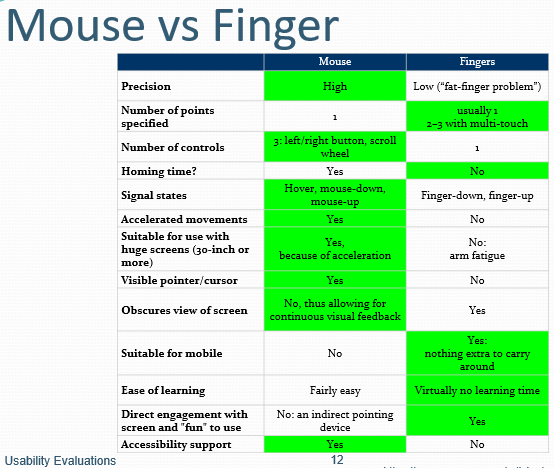 Mouse vs Finger
Mouse Fingers
Precision High Low ("fat-finger problem")
Number of points specified 1 usually 1 2–3 with multi-touch
Number of controls 3: left/right button, scroll wheel 1
Homing time? Yes No
Signal states Hover, mouse-down, mouse-up Finger-down, finger-up
Accelerated movements Yes No
Suitable for use with huge screens (30-inch or more) Yes, because of acceleration No: arm fatigue
Visible pointer/cursor Yes No
Obscures view of screen No, thus allowing for continuous visual feedback Yes
Suitable for mobile No Yes: nothing extra to carry around
Ease of learning Fairly easy Virtually no learning time
Direct engagement with screen and "fun" to use No: an indirect pointing device Yes
Accessibility support Yes No
Usability Evaluations 12